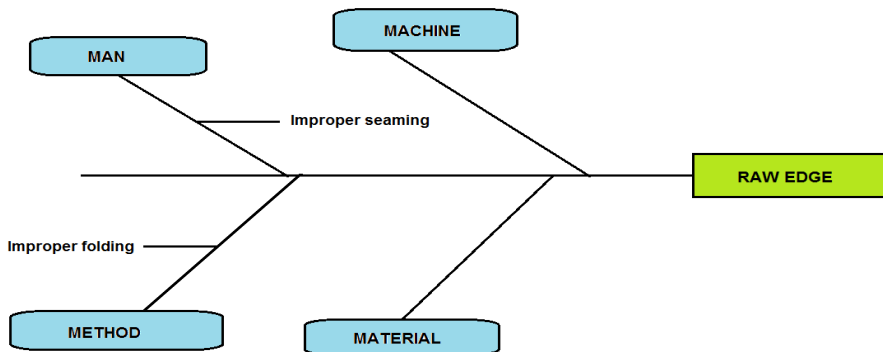 MACHINE
MAN
Improper seaming
RAW EDGE
Improper folding
METHOD
MATERIAL